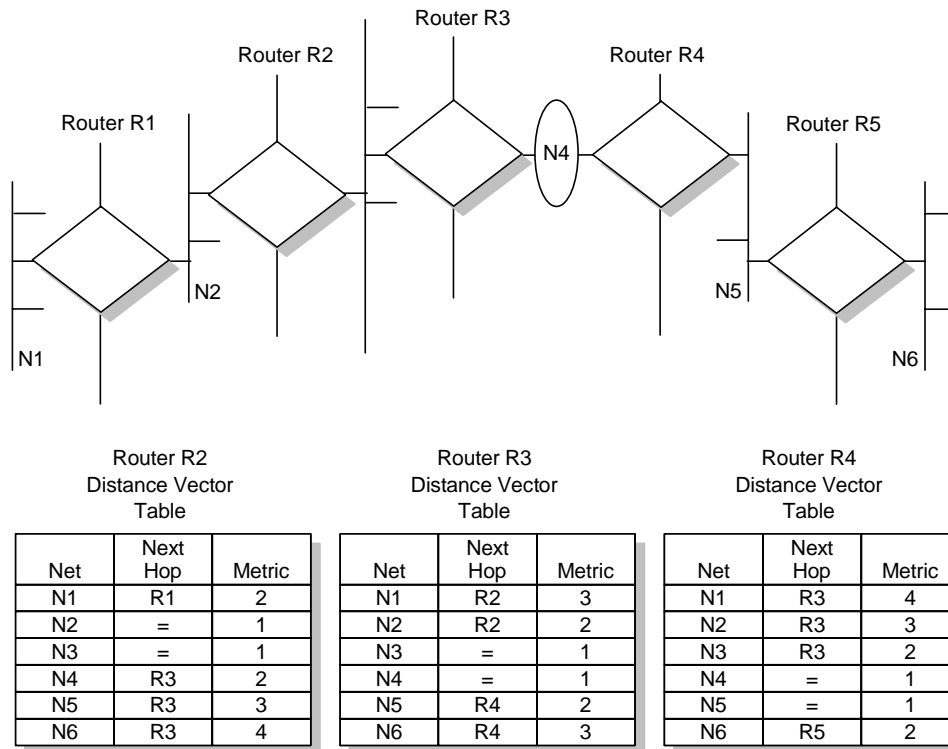 Router R3
Router R2
Router R4
Router R1
Router R5
N4
N2
N5
N1
N6
Router R2
Distance Vector
Table
Net Next Hop Metric
N1 R1 2
N2 = 1
N3 = 1
N4 R3 2
N5 R3 3
N6 R3 4
Router R3
Distance Vector
Table
Net Next Hop Metric
N1 R2 3
N2 R2 2
N3 = 1
N4 = 1
N5 R4 2
N6 R4 3
Router R4
Distance Vector
Table
Net Next Hop Metric
N1 R3 4
N2 R3 3
N3 R3 2
N4 = 1
N5 = 1
N6 R5 2